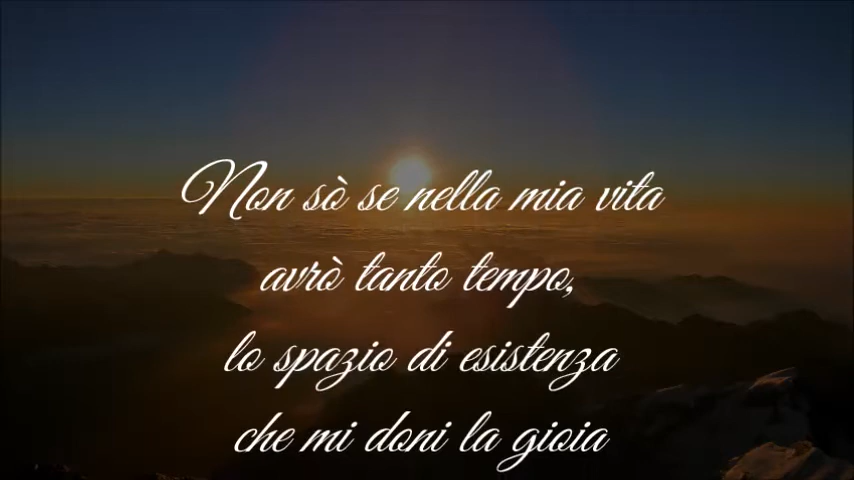 Non sò se nella mia vita
avrò tanto tempo,
lo spazio di esistenza
che mi doni la gioia